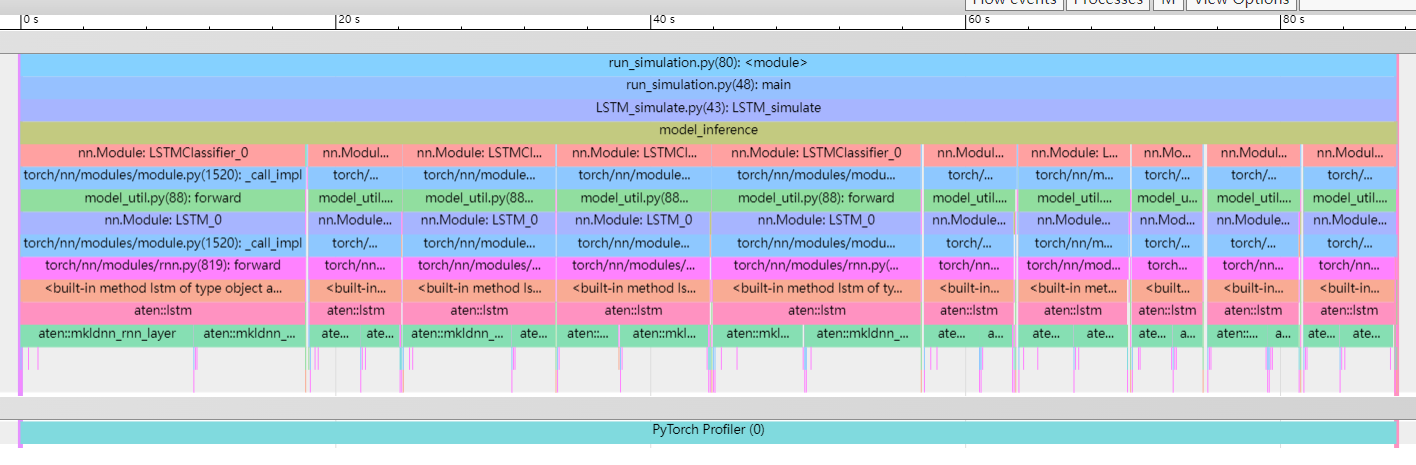 Flow events Processes M View Options
0 s 20 s 40 s 60 s 80 s
run_simulation.py(80): <module>
run_simulation.py(48): main
LSTM_simulate.py(43): LSTM_simulate
model_inference
nn.Module: LSTMClassifier_0 nn.Modul... nn.Module: LSTMCl... nn.Module: LSTMCl... nn.Module: LSTMClassifier_0 nn.Modul... nn.Module: L... nn.Mo... nn.Modul... nn.Modul...
torch/nn/modules/module.py(1520): _call_impl torch/... torch/nn/module... torch/nn/module... torch/nn/modules/modu... torch/... torch/nn/m... torch/... torch/... torch/...
model_util.py(88): forward model_util.... model_util.py(88... model_util.py(88... model_util.py(88): forward model_util.... model_util.... model_u... model_util.... model_util....
nn.Module: LSTM_0 nn.Module... nn.Module: LSTM_0 nn.Module: LSTM_0 nn.Module: LSTM_0 nn.Module... nn.Module... nn.Mod... nn.Module... nn.Module...
torch/nn/modules/module.py(1520): _call_impl torch/... torch/nn/module... torch/nn/module... torch/nn/modules/modu... torch/... torch/nn/m... torch/... torch/... torch/...
torch/nn/modules/rnn.py(819): forward torch/nn... torch/nn/modules/... torch/nn/modules/... torch/nn/modules/rnn.py(... torch/nn... torch/nn/mod... torch... torch/nn... torch/nn...
<built-in method lstm of type object a... <built-in... <built-in method ls... <built-in method ls... <built-in method lstm of ty... <built-in... <built-in met... <built... <built-in... <built-in...
aten::lstm aten::lstm aten::lstm aten::lstm aten::lstm aten::lstm aten::lstm aten::lstm aten::lstm aten::lstm
aten::mkldnn_rnn_layer aten::mkldnn_... ate... ate... aten::mkldnn_... ate... aten::... aten::mkl... aten::mkl... aten::mkldnn_... ate... a... ate... ate... ate... a... aten::... a... ate... ate...
PyTorch Profiler (0)